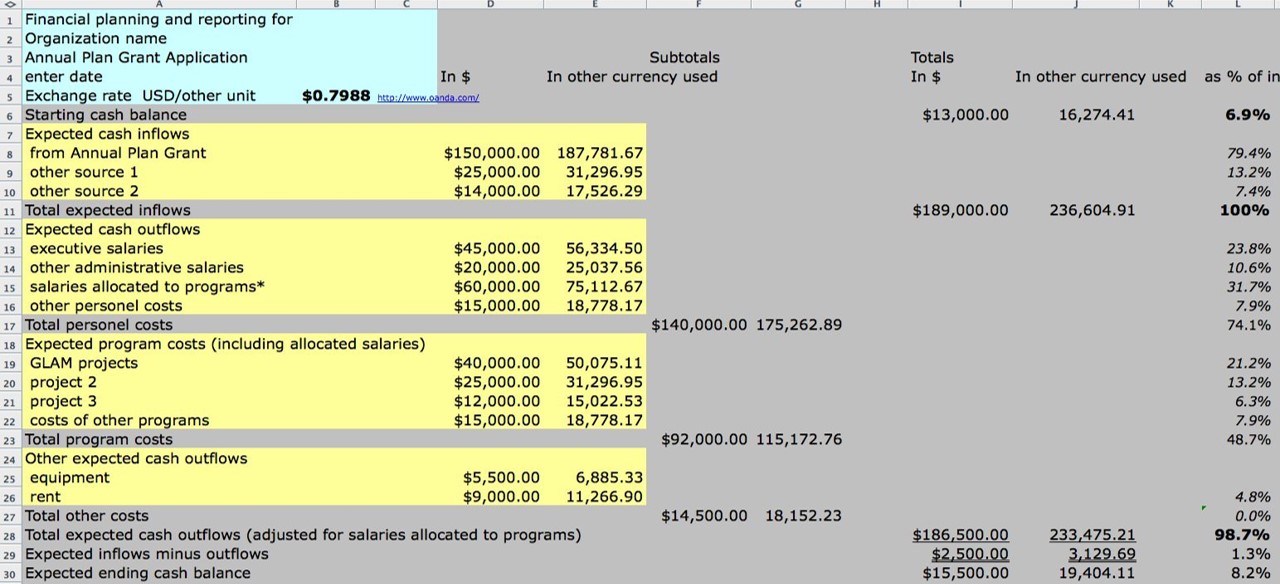 A B C D E F G H I J K L
1 Financial planning and reporting for
2 Organization name
3 Annual Plan Grant Application Subtotals Totals
4 enter date In $ In other currency used In $ In other currency used as % of in
5 Exchange rate USD/other unit $0.7988 http://www.oanda.com/
6 Starting cash balance $13,000.00 16,274.41 6.9%
7 Expected cash inflows
8 from Annual Plan Grant $150,000.00 187,781.67 79.4%
9 other source 1 $25,000.00 31,296.95 13.2%
10 other source 2 $14,000.00 17,526.29 7.4%
11 Total expected inflows $189,000.00 236,604.91 100%
12 Expected cash outflows
13 executive salaries $45,000.00 56,334.50 23.8%
14 other administrative salaries $20,000.00 25,037.56 10.6%
15 salaries allocated to programs* $60,000.00 75,112.67 31.7%
16 other personel costs $15,000.00 18,778.17 7.9%
17 Total personel costs $140,000.00 175,262.89 74.1%
18 Expected program costs (including allocated salaries)
19 GLAM projects $40,000.00 50,075.11 21.2%
20 project 2 $25,000.00 31,296.95 13.2%
21 project 3 $12,000.00 15,022.53 6.3%
22 costs of other programs $15,000.00 18,778.17 7.9%
23 Total program costs $92,000.00 115,172.76 48.7%
24 Other expected cash outflows
25 equipment $5,500.00 6,885.33
26 rent $9,000.00 11,266.90 4.8%
27 Total other costs $14,500.00 18,152.23 0.0%
28 Total expected cash outflows (adjusted for salaries allocated to programs) $186,500.00 233,475.21 98.7%
29 Expected inflows minus outflows $2,500.00 3,129.69 1.3%
30 Expected ending cash balance $15,500.00 19,404.11 8.2%